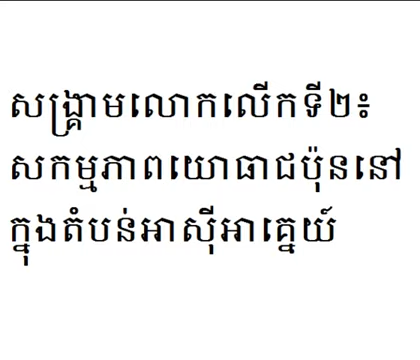 សង្គ្រាមលោកលើកទី២៖
សកម្មភាពយោធាជប៉ុននៅ
ក្នុងតំបន់អាស៊ីអាគ្នេយ៍